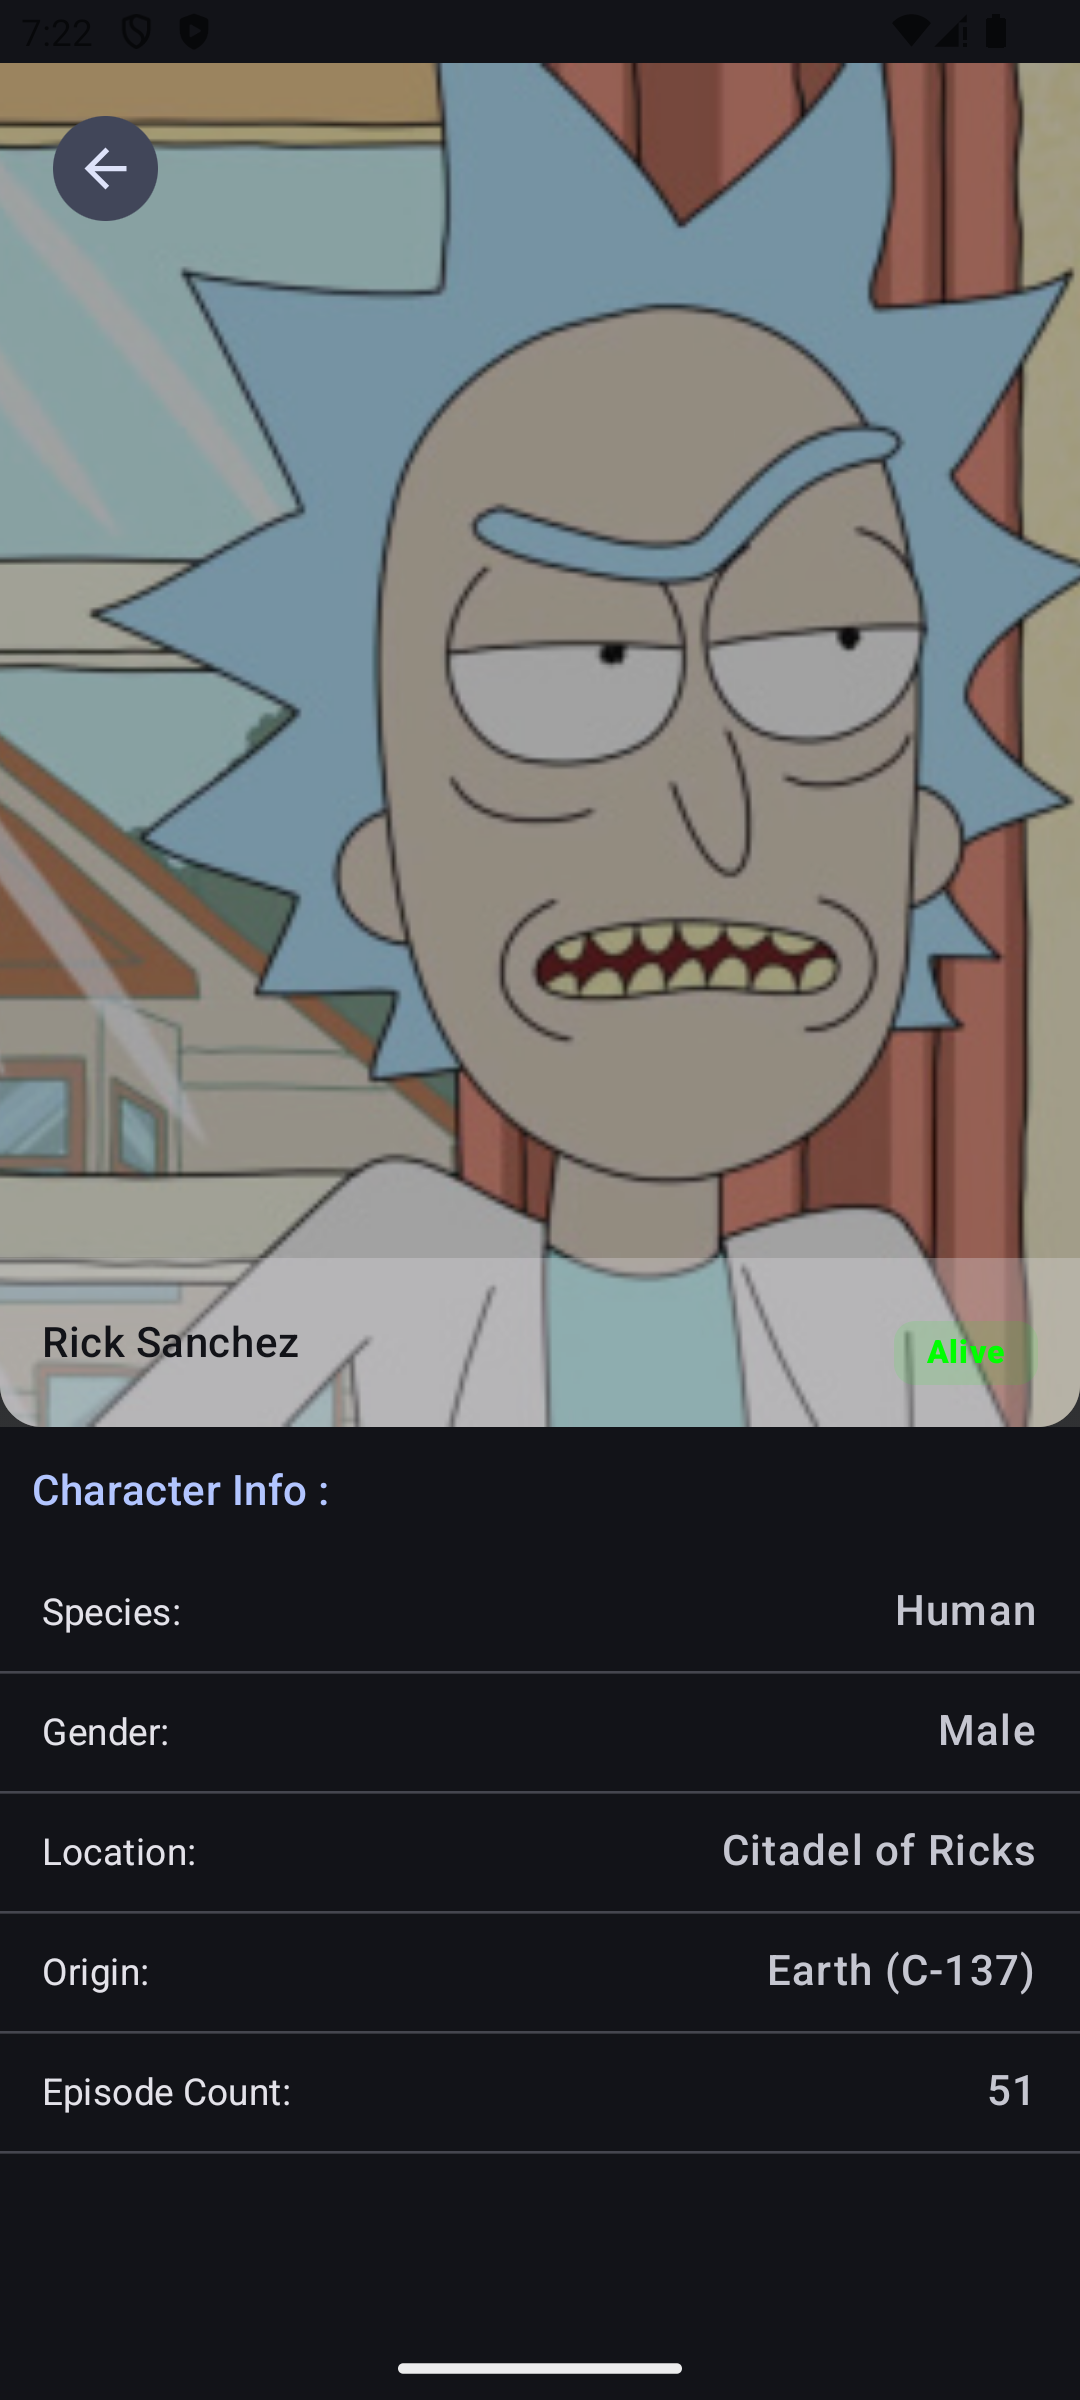 7:22
Rick Sanchez
Alive
Character Info :
Species:
Human
Gender:
Male
Location:
Citadel of Ricks
Origin:
Earth (C-137)
Episode Count:
51